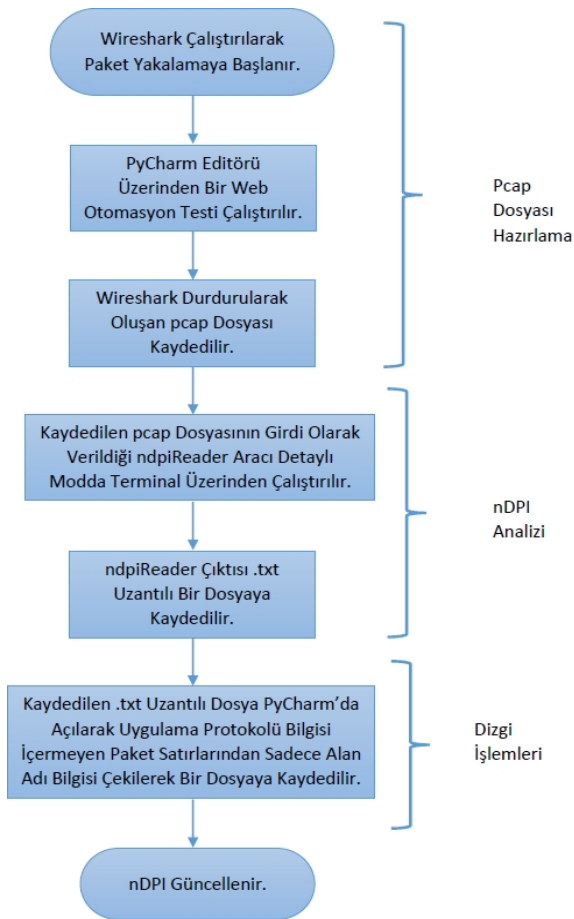 Wireshark Çalıştırılarak
Paket Yakalamaya Başlanır.
PyCharm Editörü
Üzerinden Bir Web
Otomasyon Testi Çalıştırılır.
Wireshark Durdurularak
Oluşan pcap Dosyası
Kaydedilir.
Pcap
Dosyası
Hazırlama
Kaydedilen pcap Dosyasının Girdi Olarak
Verildiği ndpiReader Aracı Detaylı
Modda Terminal Üzerinden Çalıştırılır.
ndpiReader Çıktısı .txt
Uzantılı Bir Dosyaya
Kaydedilir.
nDPI
Analizi
Kaydedilen .txt Uzantılı Dosya PyCharm’da
Açılarak Uygulama Protokolü Bilgisi
İçermeyen Paket Satırlarından Sadece Alan
Adı Bilgisi Çekilerek Bir Dosyaya Kaydedilir.
Dizgi
İşlemleri
nDPI Güncellenir.